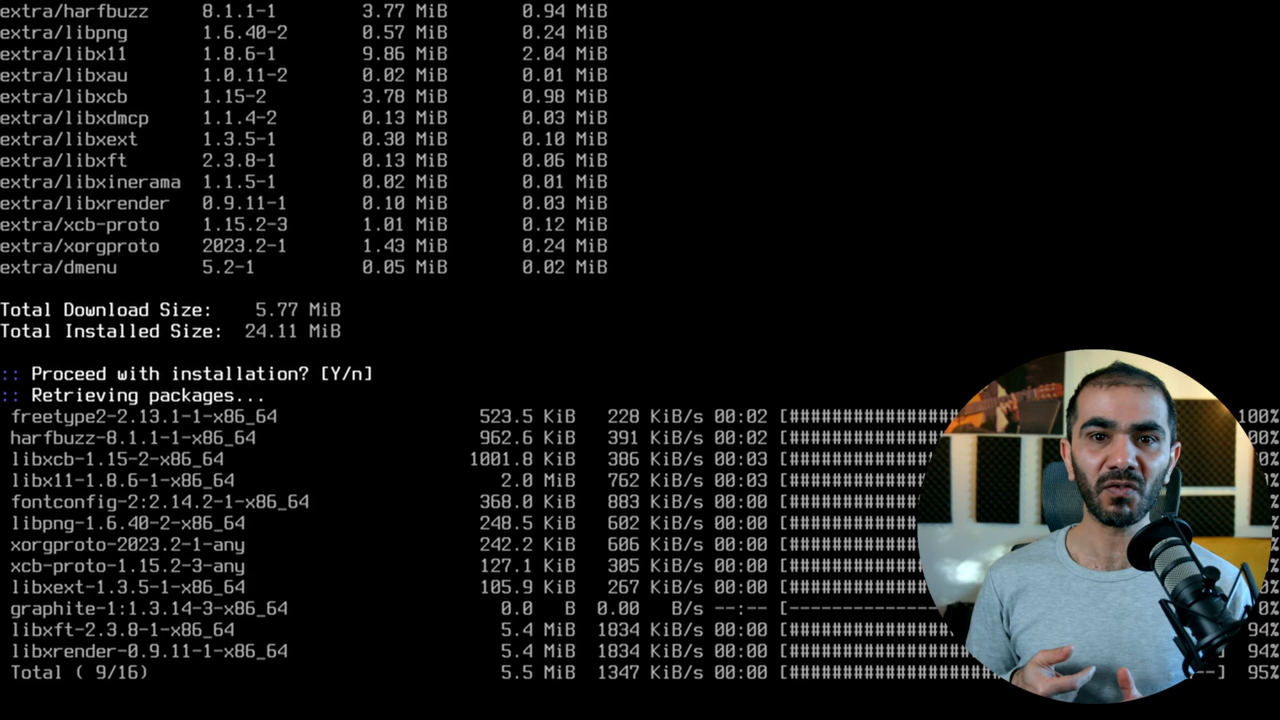 extra/harfbuzz 8.1.1-1 3.77 MiB 0.94 MiB
extra/libpng 1.6.40-2 0.57 MiB 0.24 MiB
extra/libx11 1.8.6-1 9.86 MiB 2.04 MiB
extra/libxau 1.0.11-2 0.02 MiB 0.01 MiB
extra/libxcb 1.15-2 3.78 MiB 0.98 MiB
extra/libxdmcp 1.1.4-2 0.13 MiB 0.03 MiB
extra/libxext 1.3.5-1 0.30 MiB 0.10 MiB
extra/libxft 2.3.8-1 0.13 MiB 0.06 MiB
extra/libxinerama 1.1.5-1 0.02 MiB 0.01 MiB
extra/libxrender 0.9.11-1 0.10 MiB 0.03 MiB
extra/xcb-proto 1.15.2-3 1.01 MiB 0.12 MiB
extra/xorgproto 2023.2-1 1.43 MiB 0.24 MiB
extra/dmenu 5.2-1 0.05 MiB 0.02 MiB
Total Download Size: 5.77 MiB
Total Installed Size: 24.11 MiB
:: Proceed with installation? [Y/n]
:: Retrieving packages...
freetype2-2.13.1-1-x86_64 523.5 KiB 228 KiB/s 00:02 [################ 100%
harfbuzz-8.1.1-1-x86_64 962.6 KiB 391 KiB/s 00:02 [################ 00%
libxcb-1.15-2-x86_64 1001.8 KiB 386 KiB/s 00:03 [################ 0%
libx11-1.8.6-1-x86_64 2.0 MiB 762 KiB/s 00:03 [################ %
fontconfig-2:2.14.2-1-x86_64 368.0 KiB 883 KiB/s 00:00 [################ %
libpng-1.6.40-2-x86_64 248.5 KiB 602 KiB/s 00:00 [################ %
xorgproto-2023.2-1-any 242.2 KiB 606 KiB/s 00:00 [################ %
xcb-proto-1.15.2-3-any 127.1 KiB 305 KiB/s 00:00 [################ %
libxext-1.3.5-1-x86_64 105.9 KiB 267 KiB/s 00:00 [################ 0%
graphite-1:1.3.14-3-x86_64 0.0 B 0.00 B/s --:-- [---------------- 0%
libxft-2.3.8-1-x86_64 5.4 MiB 1834 KiB/s 00:00 [################ 94%
libxrender-0.9.11-1-x86_64 5.4 MiB 1834 KiB/s 00:00 [################# ] 94%
Total ( 9/16) 5.5 MiB 1347 KiB/s 00:00 [################### --] 95%